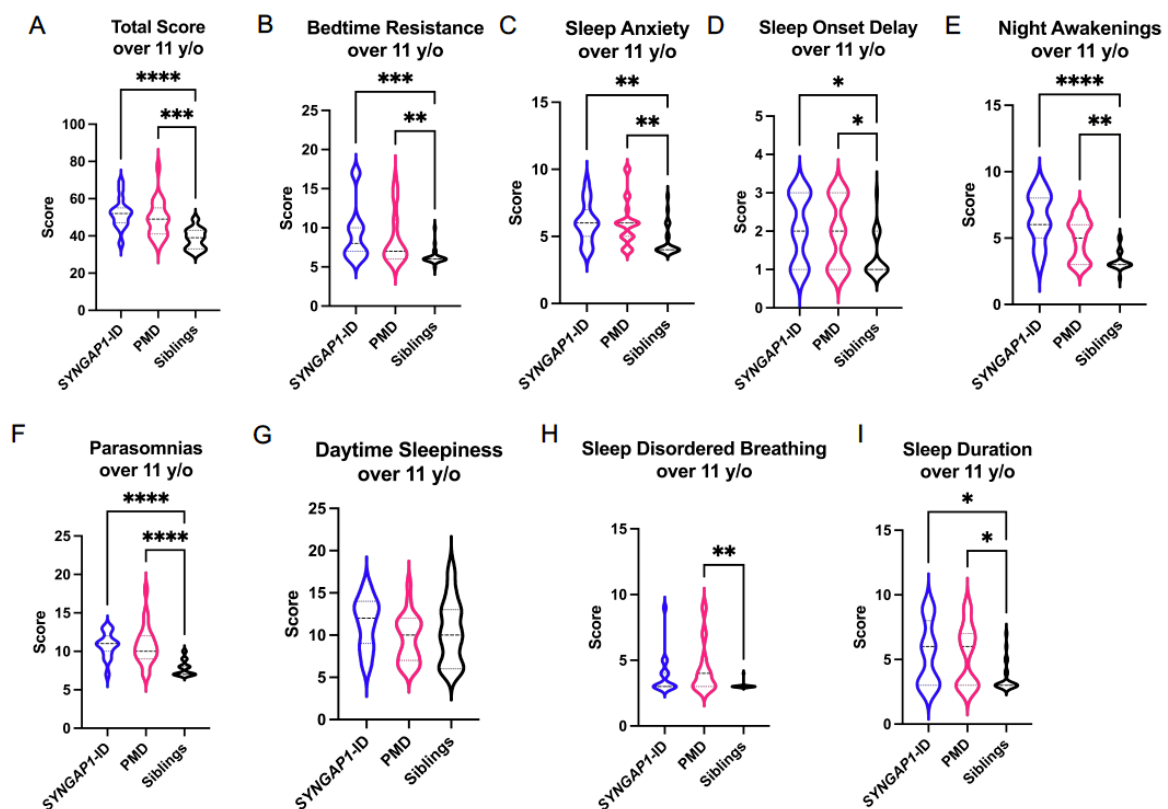 A
Total Score
over 11 y/o
****
***
100
80
60
40
20
0
Score
SYNGAP1-ID
PMD
Siblings
B
Bedtime Resistance
over 11 y/o
***
**
25
20
15
10
5
0
Score
SYNGAP1-ID
PMD
Siblings
C
Sleep Anxiety
over 11 y/o
**
**
15
10
5
0
Score
SYNGAP1-ID
PMD
Siblings
D
Sleep Onset Delay
over 11 y/o
*
*
5
4
3
2
1
0
Score
SYNGAP1-ID
PMD
Siblings
E
Night Awakenings
over 11 y/o
****
**
15
10
5
0
Score
SYNGAP1-ID
PMD
Siblings
F
Parasomnias
over 11 y/o
****
****
25
20
15
10
5
Score
SYNGAP1-ID
PMD
Siblings
G
Daytime Sleepiness
over 11 y/o
25
20
15
10
5
0
Score
SYNGAP1-ID
PMD
Siblings
H
Sleep Disordered Breathing
over 11 y/o
**
15
10
5
0
Score
SYNGAP1-ID
PMD
Siblings
I
Sleep Duration
over 11 y/o
*
*
15
10
5
0
Score
SYNGAP1-ID
PMD
Siblings